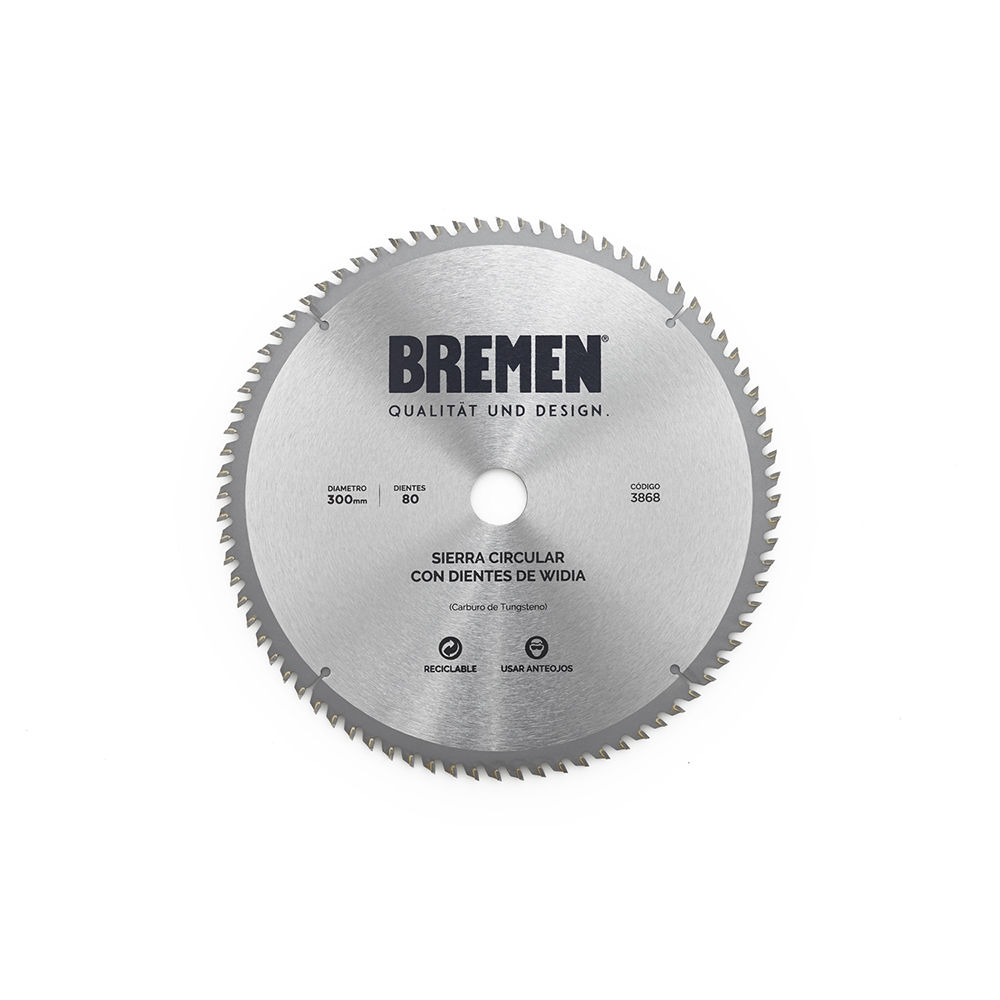 BREMEN®
QUALITÄT UND DESIGN.
DIAMETRO
300mm
DIENTES
80
CÓDIGO
3868
SIERRA CIRCULAR
CON DIENTES DE WIDIA
(Carburo de Tungsteno)
RECICLABLE
USAR ANTEOJOS